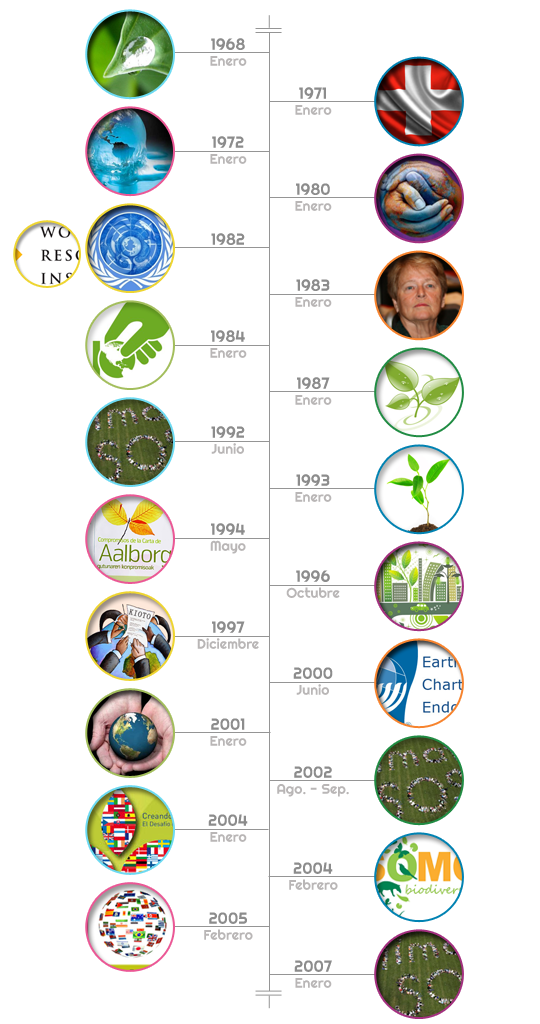 1968
Enero
1971
Enero
1972
Enero
1980
Enero
1982
WO
RESO
INS
1983
Enero
1984
Enero
1987
Enero
1992
Junio
1993
Enero
1994
Mayo
Compromisos de la Carta de
Aalborg
gutunaren konpromisoak
1996
Octubre
1997
Diciembre
KIOTO
2000
Junio
Earth
Chart
Endo
2001
Enero
2002
Ago. - Sep.
2004
Enero
Creando
El Desafío
2004
Febrero
SOMO
biodiver
2005
Febrero
2007
Enero